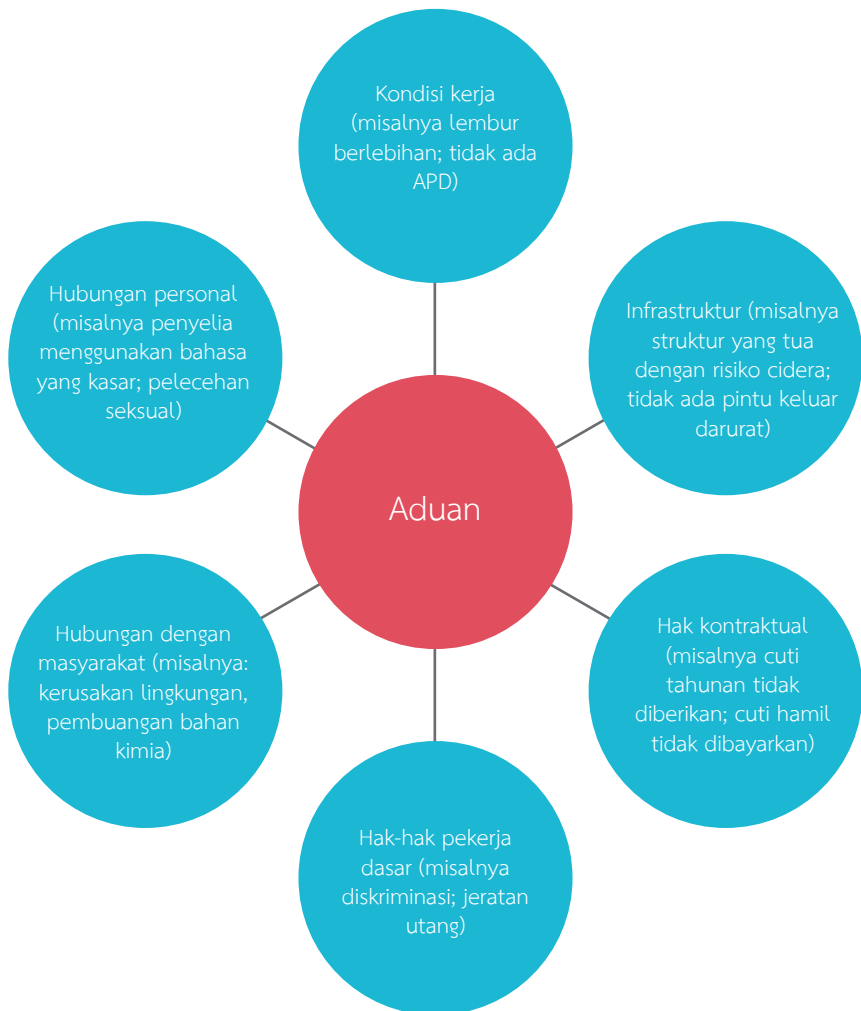 Kondisi kerja
(misalnya lembur
berlebihan; tidak ada
APD)
Infrastruktur (misalnya
struktur yang tua
dengan risiko cidera;
tidak ada pintu keluar
darurat)
Hak kontraktual
(misalnya cuti
tahunan tidak
diberikan; cuti hamil
tidak dibayarkan)
Hak-hak pekerja
dasar (misalnya
diskriminasi; jeratan
utang)
Hubungan dengan
masyarakat (misalnya:
kerusakan lingkungan,
pembuangan bahan
kimia)
Hubungan personal
(misalnya penyelia
menggunakan bahasa
yang kasar; pelecehan
seksual)
Aduan